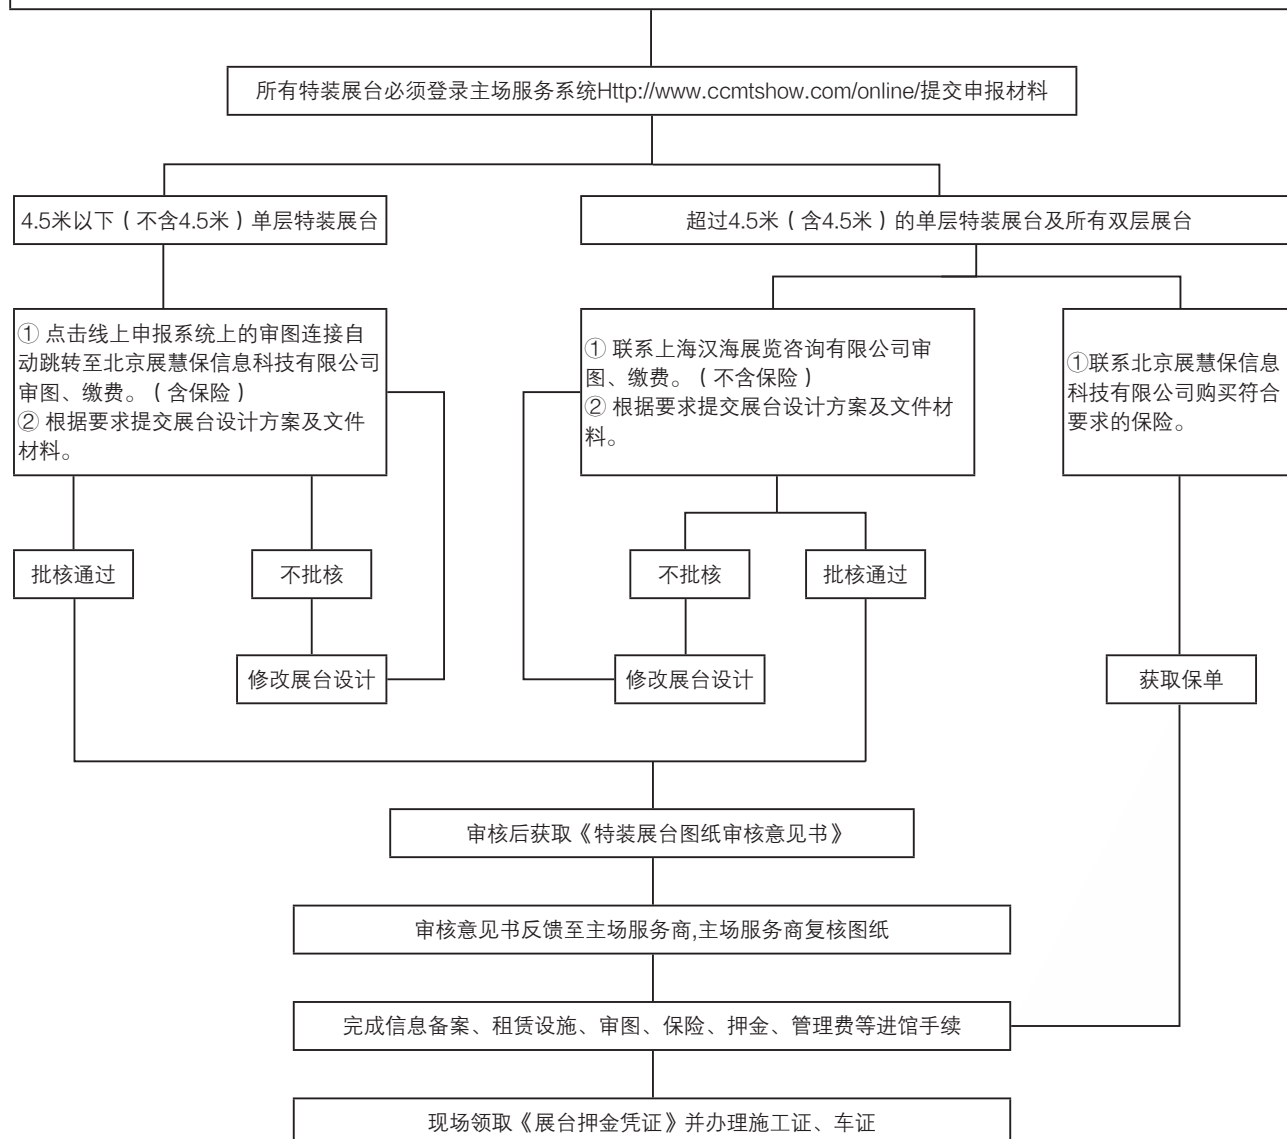 所有特装展台必须登录主场服务系统Http://www.ccmtshow.com/online/提交申报材料
4.5米以下（不含4.5米）单层特装展台
超过4.5米（含4.5米）的单层特装展台及所有双层展台
① 点击线上申报系统上的审图连接自
动跳转至北京展慧保信息科技有限公司
审图、缴费。（含保险）
② 根据要求提交展台设计方案及文件
材料。
① 联系上海汉海展览咨询有限公司审
图、缴费。（不含保险）
② 根据要求提交展台设计方案及文件材
料。
①联系北京展慧保信息
科技有限公司购买符合
要求的保险。
批核通过
不批核
不批核
批核通过
修改展台设计
修改展台设计
获取保单
审核后获取《特装展台图纸审核意见书》
审核意见书反馈至主场服务商,主场服务商复核图纸
完成信息备案、租赁设施、审图、保险、押金、管理费等进馆手续
现场领取《展台押金凭证》并办理施工证、车证